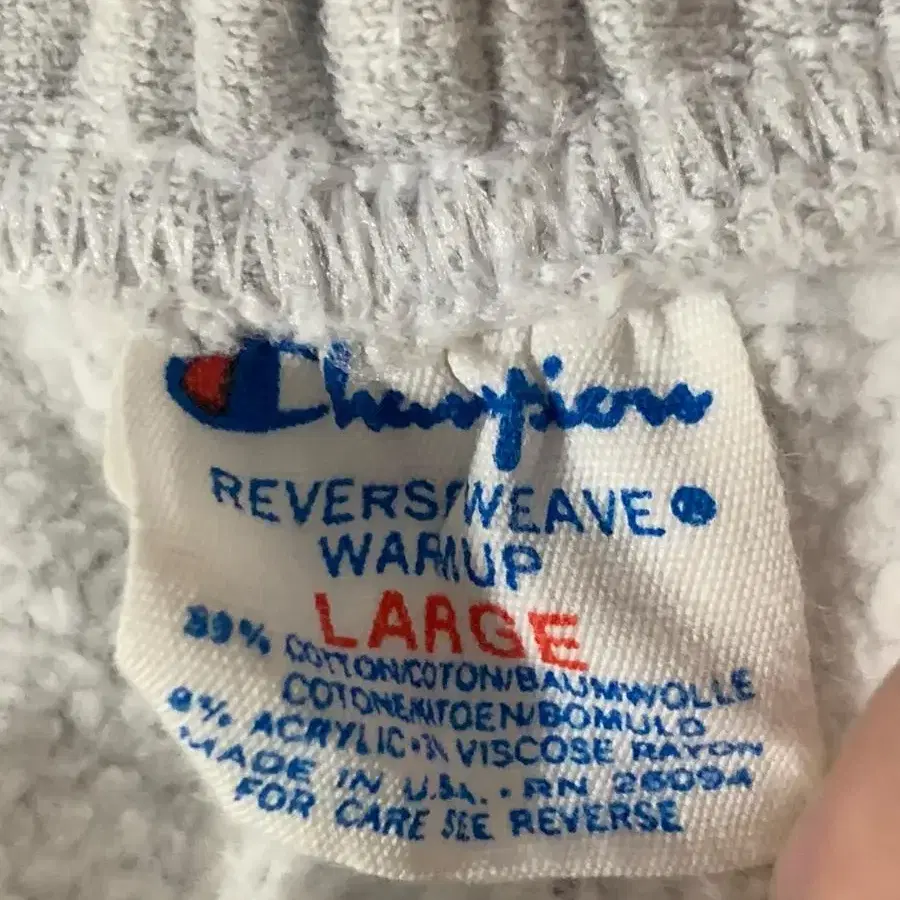 Champion
REVERSE WEAVE ®
WARM UP
LARGE
89% COTTON/COTON/BAUMWOLLE
COTONE/KATOEN/BOMULD
8% ACRYLIC • 3% VISCOSE RAYON
MADE IN U.S.A. • RN 26094
FOR CARE SEE REVERSE